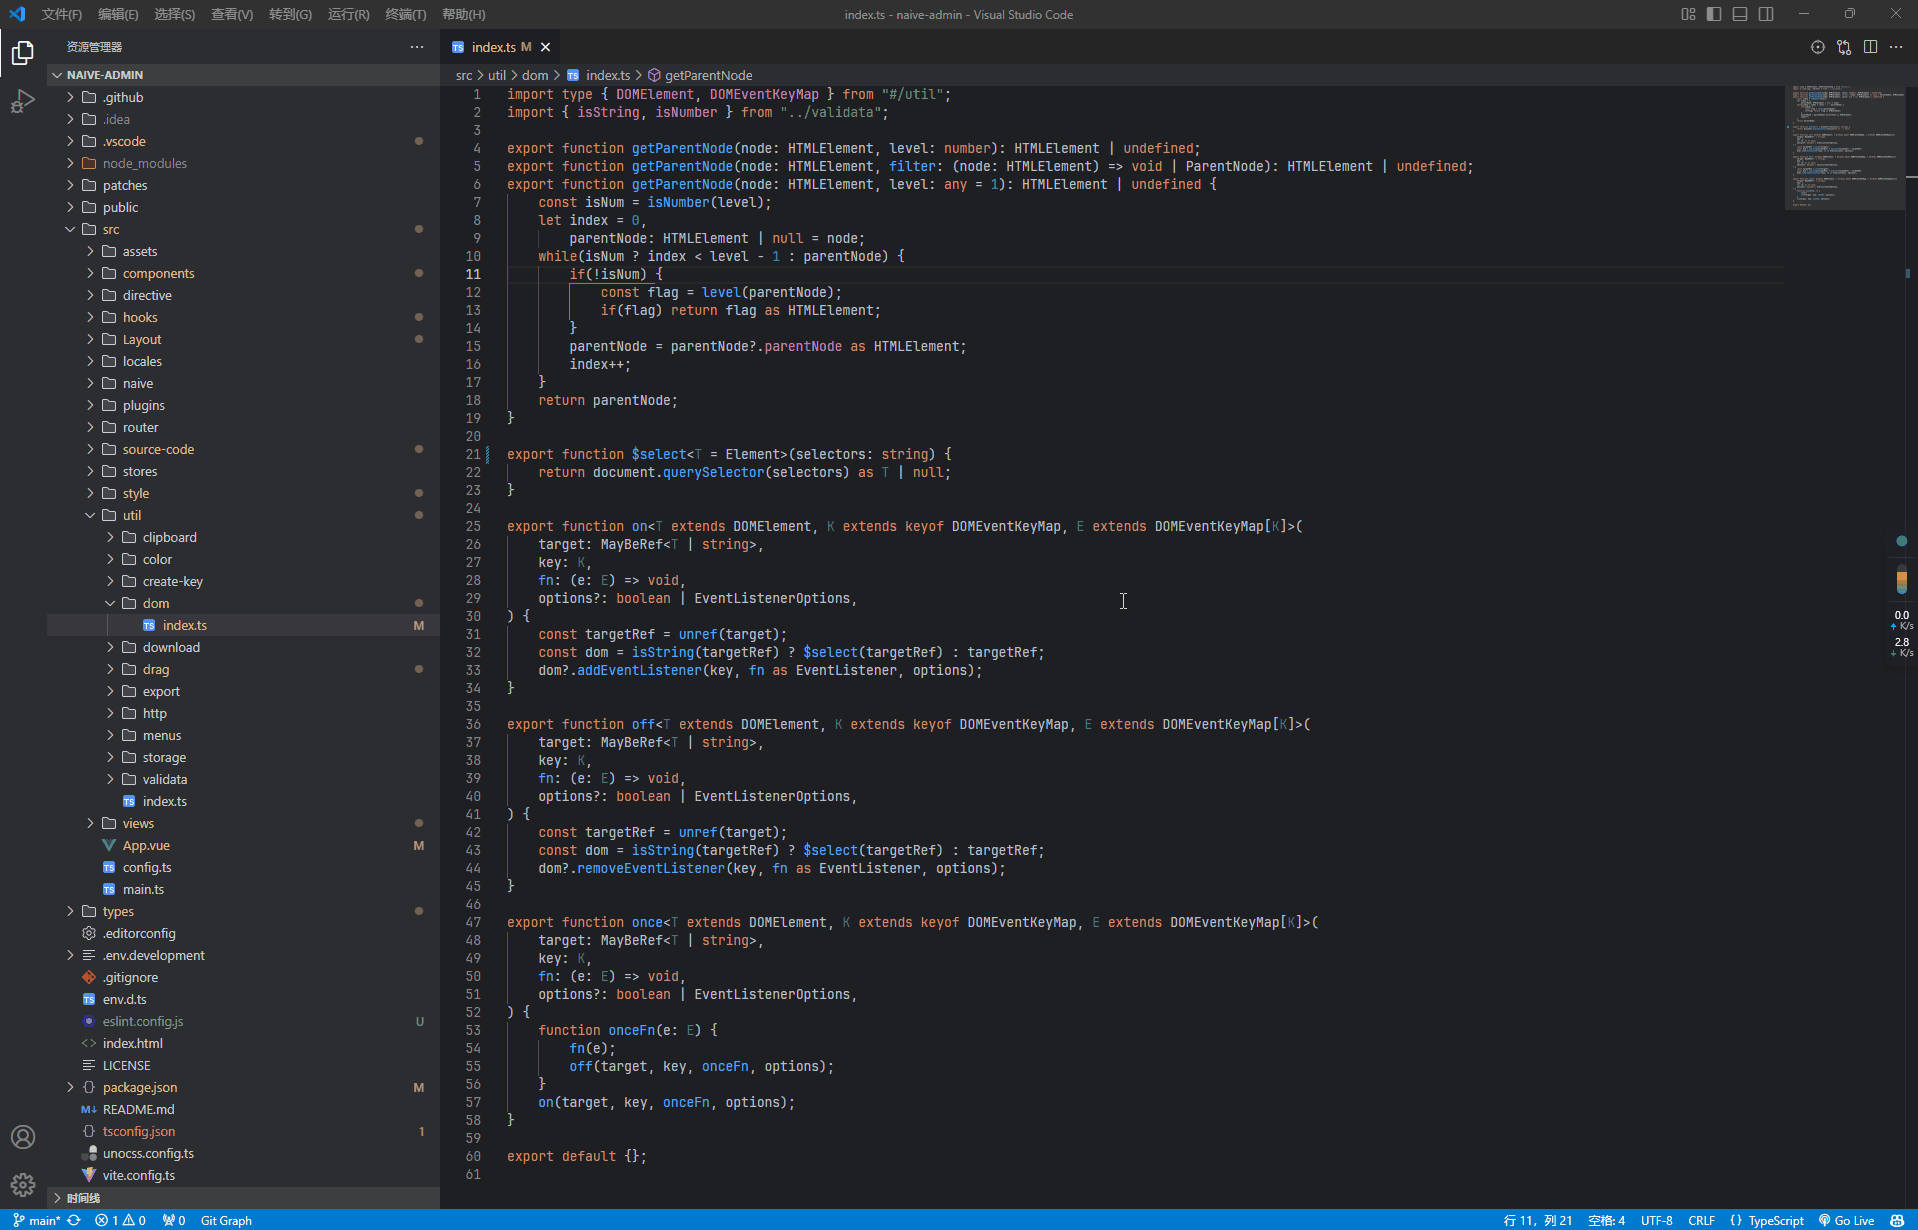 文件(F) 编辑(E) 选择(S) 查看(V) 转到(G) 运行(R) 终端(T) 帮助(H)
index.ts - naive-admin - Visual Studio Code
资源管理器
NAIVE-ADMIN
.github
.idea
.vscode
node_modules
patches
public
src
assets
components
directive
hooks
Layout
locales
naive
plugins
router
source-code
stores
style
util
clipboard
color
create-key
dom
TS index.ts M
download
drag
export
http
menus
storage
validata
TS index.ts
views
App.vue M
TS config.ts
TS main.ts
types
.editorconfig
.env.development
.gitignore
TS env.d.ts
eslint.config.js U
<> index.html
LICENSE
{} package.json M
M↓ README.md
{} tsconfig.json 1
unocss.config.ts
vite.config.ts
时间线
TS index.ts M
src > util > dom > TS index.ts > getParentNode
1 import type { DOMElement, DOMEventKeyMap } from "#/util";
2 import { isString, isNumber } from "../validata";
3
4 export function getParentNode(node: HTMLElement, level: number): HTMLElement | undefined;
5 export function getParentNode(node: HTMLElement, filter: (node: HTMLElement) => void | ParentNode): HTMLElement | undefined;
6 export function getParentNode(node: HTMLElement, level: any = 1): HTMLElement | undefined {
7     const isNum = isNumber(level);
8     let index = 0,
9         parentNode: HTMLElement | null = node;
10     while(isNum ? index < level - 1 : parentNode) {
11         if(!isNum) {
12             const flag = level(parentNode);
13             if(flag) return flag as HTMLElement;
14         }
15         parentNode = parentNode?.parentNode as HTMLElement;
16         index++;
17     }
18     return parentNode;
19 }
20
21 export function $select<T = Element>(selectors: string) {
22     return document.querySelector(selectors) as T | null;
23 }
24
25 export function on<T extends DOMElement, K extends keyof DOMEventKeyMap, E extends DOMEventKeyMap[K]>(
26     target: MayBeRef<T | string>,
27     key: K,
28     fn: (e: E) => void,
29     options?: boolean | EventListenerOptions,
30 ) {
31     const targetRef = unref(target);
32     const dom = isString(targetRef) ? $select(targetRef) : targetRef;
33     dom?.addEventListener(key, fn as EventListener, options);
34 }
35
36 export function off<T extends DOMElement, K extends keyof DOMEventKeyMap, E extends DOMEventKeyMap[K]>(
37     target: MayBeRef<T | string>,
38     key: K,
39     fn: (e: E) => void,
40     options?: boolean | EventListenerOptions,
41 ) {
42     const targetRef = unref(target);
43     const dom = isString(targetRef) ? $select(targetRef) : targetRef;
44     dom?.removeEventListener(key, fn as EventListener, options);
45 }
46
47 export function once<T extends DOMElement, K extends keyof DOMEventKeyMap, E extends DOMEventKeyMap[K]>(
48     target: MayBeRef<T | string>,
49     key: K,
50     fn: (e: E) => void,
51     options?: boolean | EventListenerOptions,
52 ) {
53     function onceFn(e: E) {
54         fn(e);
55         off(target, key, onceFn, options);
56     }
57     on(target, key, onceFn, options);
58 }
59
60 export default {};
61
0.0
↑ K/s
2.8
↓ K/s
main* 1 0 0 Git Graph
行 11，列 21 空格: 4 UTF-8 CRLF {} TypeScript Go Live